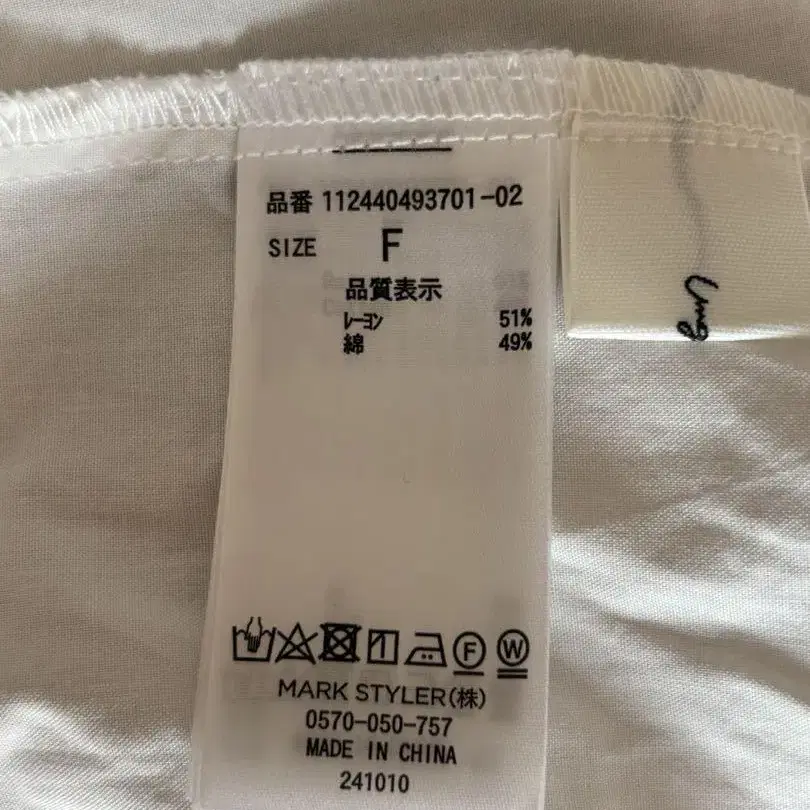 品番 112440493701-02
SIZE F
品質表示
レーヨン 51%
綿 49%
F W
MARK STYLER(株)
0570-050-757
MADE IN CHINA
241010